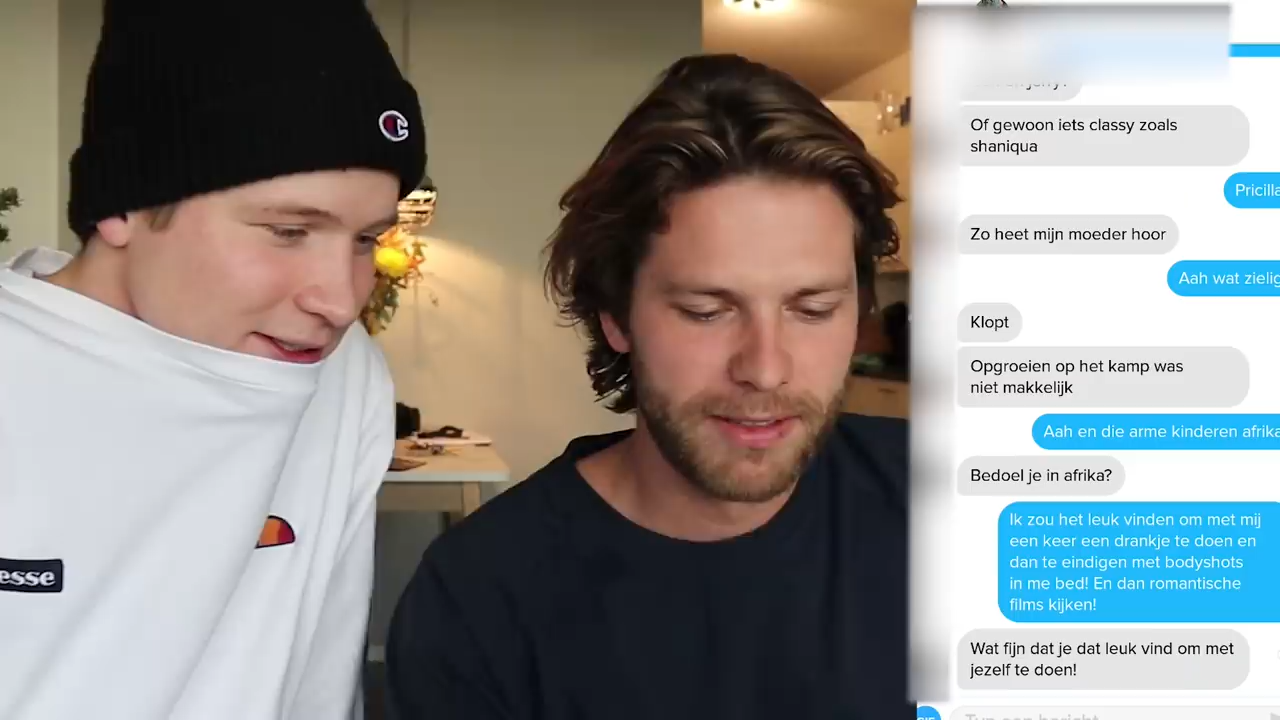 Of gewoon iets classy zoals
shaniqua
Pricilla
Zo heet mijn moeder hoor
Aah wat zielig
Klopt
Opgroeien op het kamp was
niet makkelijk
Aah en die arme kinderen afrika
Bedoel je in afrika?
Ik zou het leuk vinden om met mij
een keer een drankje te doen en
dan te eindigen met bodyshots
in me bed! En dan romantische
films kijken!
Wat fijn dat je dat leuk vind om met
jezelf te doen!
esse